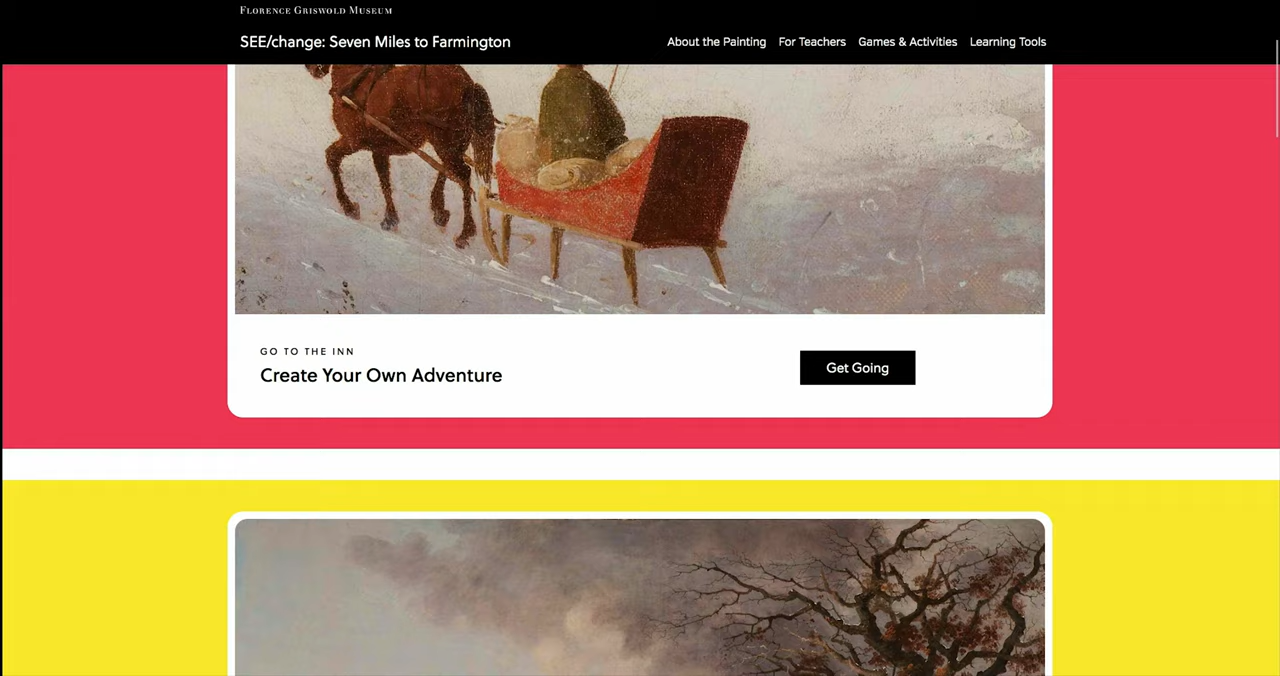 FLORENCE GRISWOLD MUSEUM
SEE/change: Seven Miles to Farmington
About the Painting For Teachers Games & Activities Learning Tools
GO TO THE INN
Create Your Own Adventure
Get Going